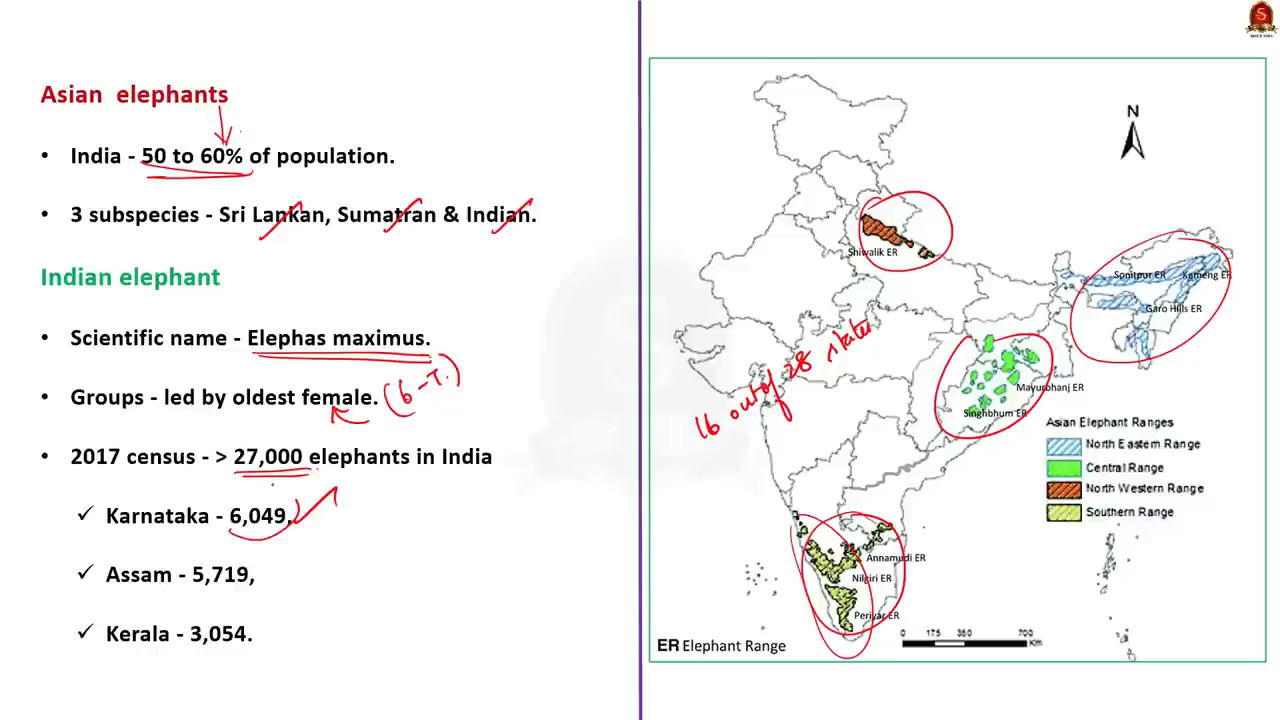 Asian elephants
• India - 50 to 60% of population.
• 3 subspecies - Sri Lankan, Sumatran & Indian.
Indian elephant
• Scientific name - Elephas maximus.
• Groups - led by oldest female. (6-7.)
• 2017 census - > 27,000 elephants in India
✓ Karnataka - 6,049,
✓ Assam - 5,719,
✓ Kerala - 3,054.
S
N
Shiwalik ER
Sonitpur ER
Kameng ER
Garo Hills ER
16 out of 28 states
Mayurbhanj ER
Singhbhum ER
Asian Elephant Ranges
North Eastern Range
Central Range
North Western Range
Southern Range
Annamudi ER
Nilgiri ER
Periyar ER
ER Elephant Range
0 175 350 700
Km